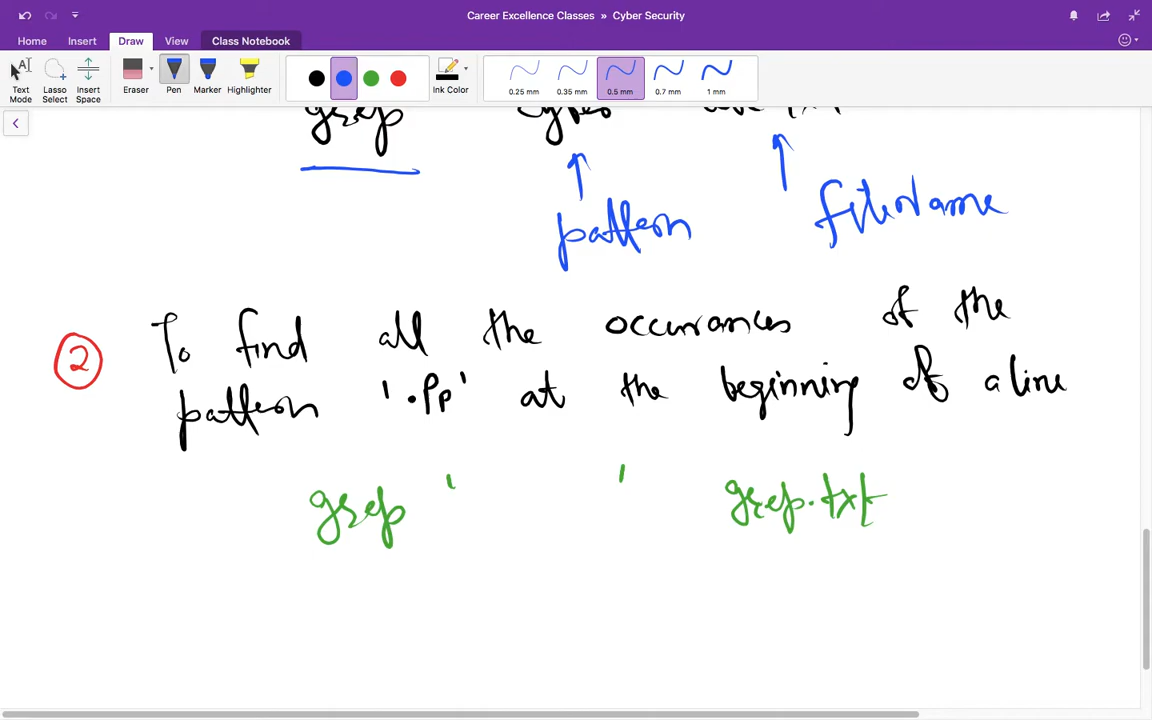 Career Excellence Classes » Cyber Security
Home Insert Draw View Class Notebook
Text Mode Lasso Select Insert Space Eraser Pen Marker Highlighter Ink Color 0.25 mm 0.35 mm 0.5 mm 0.7 mm 1 mm
grep
pattern filename
2 To find all the occurances of the
pattern '.Pp' at the beginning of a line
grep ' ' grep.txt